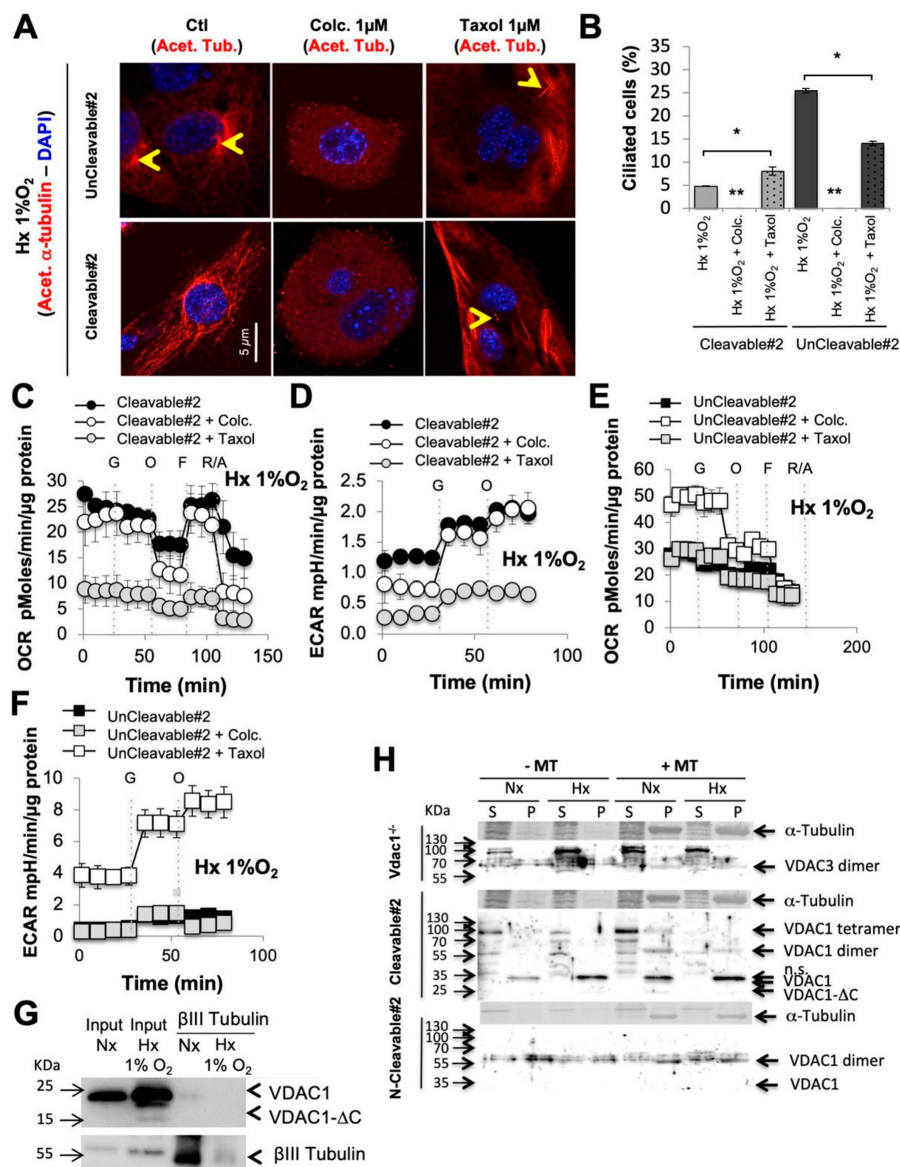 A
Ctl
(Acet. Tub.)
Colc. 1µM
(Acet. Tub.)
Taxol 1µM
(Acet. Tub.)
Hx 1%O2
(Acet. α-tubulin – DAPI)
UnCleavable#2
Cleavable#2
5 µm
B
Ciliated cells (%)
35
30
25
20
15
10
5
0
*
**
*
**
Hx 1%O2
Hx 1%O2 + Colc.
Hx 1%O2 + Taxol
Hx 1%O2
Hx 1%O2 + Colc.
Hx 1%O2 + Taxol
Cleavable#2
UnCleavable#2
C
Cleavable#2
Cleavable#2 + Colc.
Cleavable#2 + Taxol
G O F R/A
Hx 1%O2
OCR pMoles/min/µg protein
30
25
20
15
10
5
0
0 50 100 150
Time (min)
D
Cleavable#2
Cleavable#2 + Colc.
Cleavable#2 + Taxol
G O
Hx 1%O2
ECAR mpH/min/µg protein
2.0
1.5
1.0
0.5
0.0
0 50 100
Time (min)
E
UnCleavable#2
UnCleavable#2 + Colc.
UnCleavable#2 + Taxol
G O F R/A
Hx 1%O2
OCR pMoles/min/µg protein
60
50
40
30
20
10
0
0 100 200
Time (min)
F
UnCleavable#2
UnCleavable#2 + Colc.
UnCleavable#2 + Taxol
G O
Hx 1%O2
ECAR mpH/min/µg protein
10
8
6
4
2
0
0 50 100
Time (min)
G
Input Input βIII Tubulin
Nx Hx Nx Hx
1% O2 1% O2
KDa
25
15
55
VDAC1
VDAC1-ΔC
βIII Tubulin
H
- MT + MT
Nx Hx Nx Hx
KDa S P S P S P S P
Vdac1-/-
130
100
70
55
α-Tubulin
VDAC3 dimer
Cleavable#2
130
100
70
55
35
25
α-Tubulin
VDAC1 tetramer
VDAC1 dimer
n.s.
VDAC1
VDAC1-ΔC
N-Cleavable#2
130
100
70
55
35
α-Tubulin
VDAC1 dimer
VDAC1